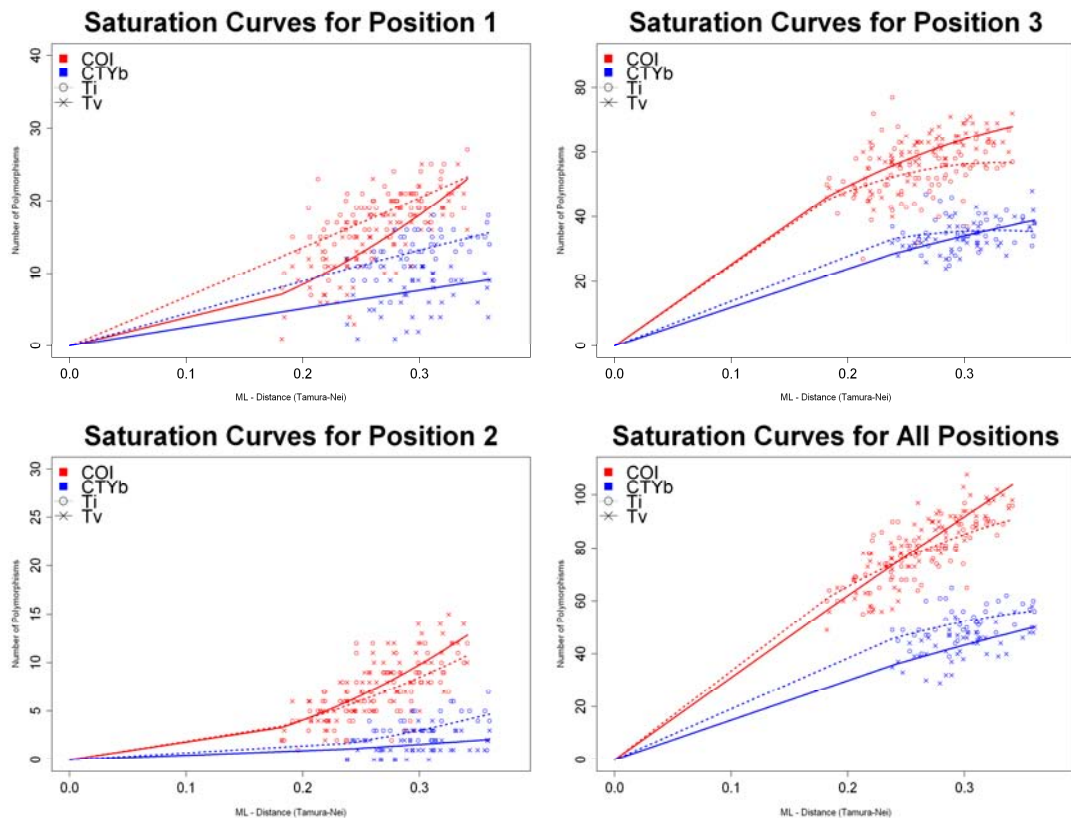 Saturation Curves for Position 1
COI
CTYb
Ti
Tv
Number of Polymorphisms
0
10
20
30
40
0.0 0.1 0.2 0.3
ML - Distance (Tamura-Nei)
Saturation Curves for Position 3
COI
CTYb
Ti
Tv
Number of Polymorphisms
0
20
40
60
80
0.0 0.1 0.2 0.3
ML - Distance (Tamura-Nei)
Saturation Curves for Position 2
COI
CTYb
Ti
Tv
Number of Polymorphisms
0
5
10
15
20
25
30
0.0 0.1 0.2 0.3
ML - Distance (Tamura-Nei)
Saturation Curves for All Positions
COI
CTYb
Ti
Tv
Number of Polymorphisms
0
20
40
60
80
100
0.0 0.1 0.2 0.3
ML - Distance (Tamura-Nei)